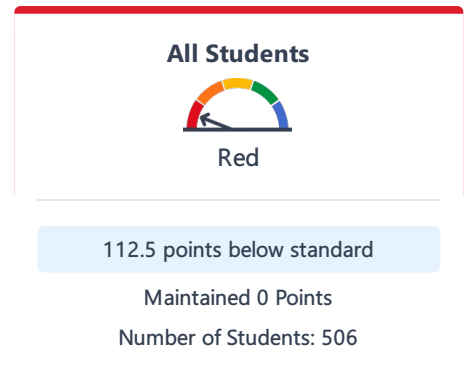 All Students
Red
112.5 points below standard
Maintained 0 Points
Number of Students: 506